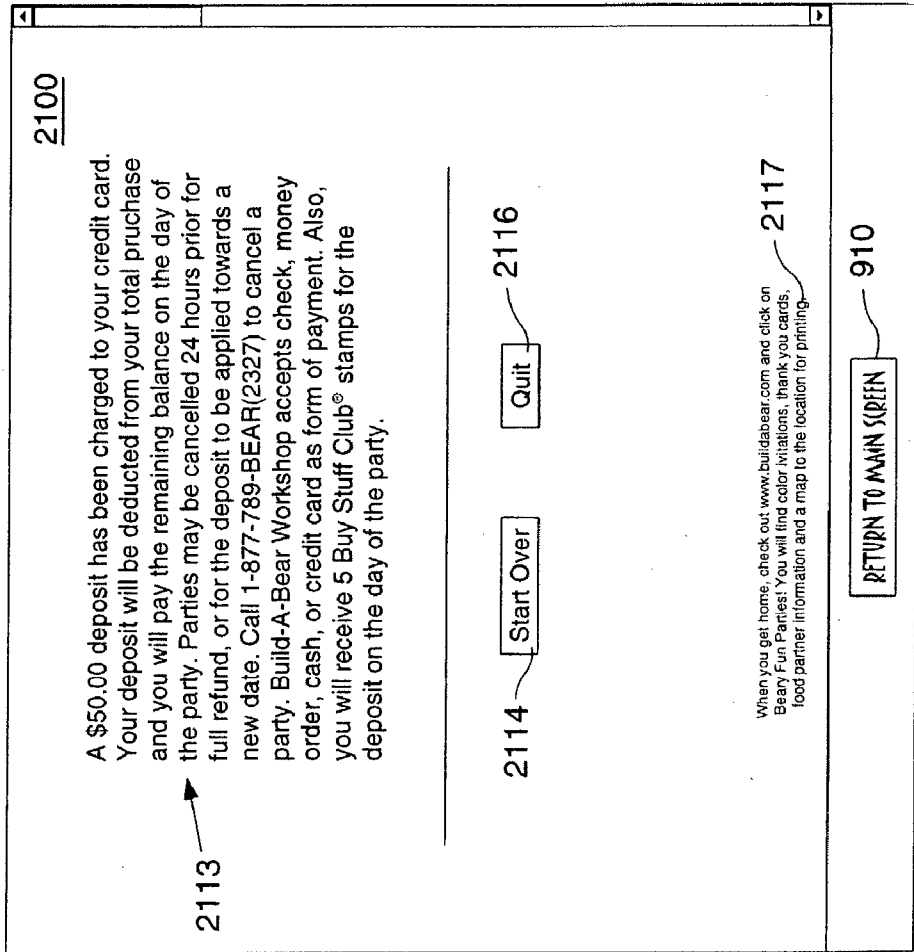 2100
A $50.00 deposit has been charged to your credit card.
Your deposit will be deducted from your total pruchase
and you will pay the remaining balance on the day of
the party. Parties may be cancelled 24 hours prior for
full refund, or for the deposit to be applied towards a
new date. Call 1-877-789-BEAR(2327) to cancel a
party. Build-A-Bear Workshop accepts check, money
order, cash, or credit card as form of payment. Also,
you will receive 5 Buy Stuff Club® stamps for the
deposit on the day of the party.
2113
2114
Start Over
Quit
2116
When you get home, check out www.buildabear.com and click on
Beary Fun Parties! You will find color ivitations, thank you cards,
food partner information and a map to the location for printing.
2117
RETURN TO MAIN SCREEN
910